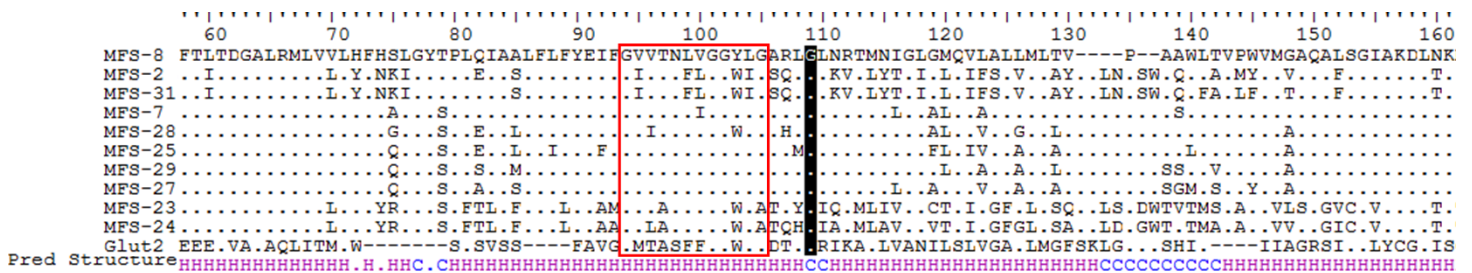 60 70 80 90 100 110 120 130 140 150 160
MFS-8 FTLTDGALRMLVVLHFHSLGYTPLQIAALFLFYEIFGVVTNLVGGYLGARLGLNRTMNIGLGMQVLALLMLTV----P--AAWLTVPWVMGAQALSGIAKDLNK
MFS-2 ..I.........L.Y.NKI.....E..S.........I...FL..WI.SQ...KV.LYT.I.L.IFS.V..AY..LN.SW.Q..A.MY..V...F.......T.
MFS-31 ..I.........L.Y.NKI........S.........I...FL..WI.SQ...KV.LYT.I.L.IFS.V..AY..LN.SW.Q.FA.LF..T...F.......T.
MFS-7 .................A...S....................I...............L.AL..A...............S.....................
MFS-28 .................G...S..E..L..........I......W...H...........AL..V..G..L..................A.............
MFS-25 .................Q...S..E..L..I...F...............M..........FL.IV..A..A..........L.......A.............
MFS-29 .................Q...S..S..M..................................L..A..A..L........SS..V.....A.............
MFS-27 .................Q...S..A..S..............................L..A...V..A..A........SGM.S..Y..A.............
MFS-23 ............L...YR...S.FTL.F...L..AM...A.....W.AT.Y.IQ.MLIV..CT.I.GF.L.SQ..LS.DWTVTMS.A..VLS.GVC.V....T.
MFS-24 ............L...YR...S.FTL.F...L..AM..LA.....W.ATQH.IA.MLAV..VT.I.GFGL.SA..LD.GWT.TMA.A..VV..GIC.V....T.
Glut2 EEE.VA.AQLITM.W-------S.SVSS----FAVG.MTASFF..W..DT..RIKA.LVANILSLVGA.LMGFSKLG...SHI.----IIAGRSI..LYCG.IS
Pred Structure HHHHHHHHHHHHHH.H.HHC.CHHHHHHHHHHHHHHHHHHHHHHHHHHHHHCCHHHHHHHHHHHHHHHHHHHHHHCCCCCCCCCCHHHHHHHHHHHHHHHHHHH